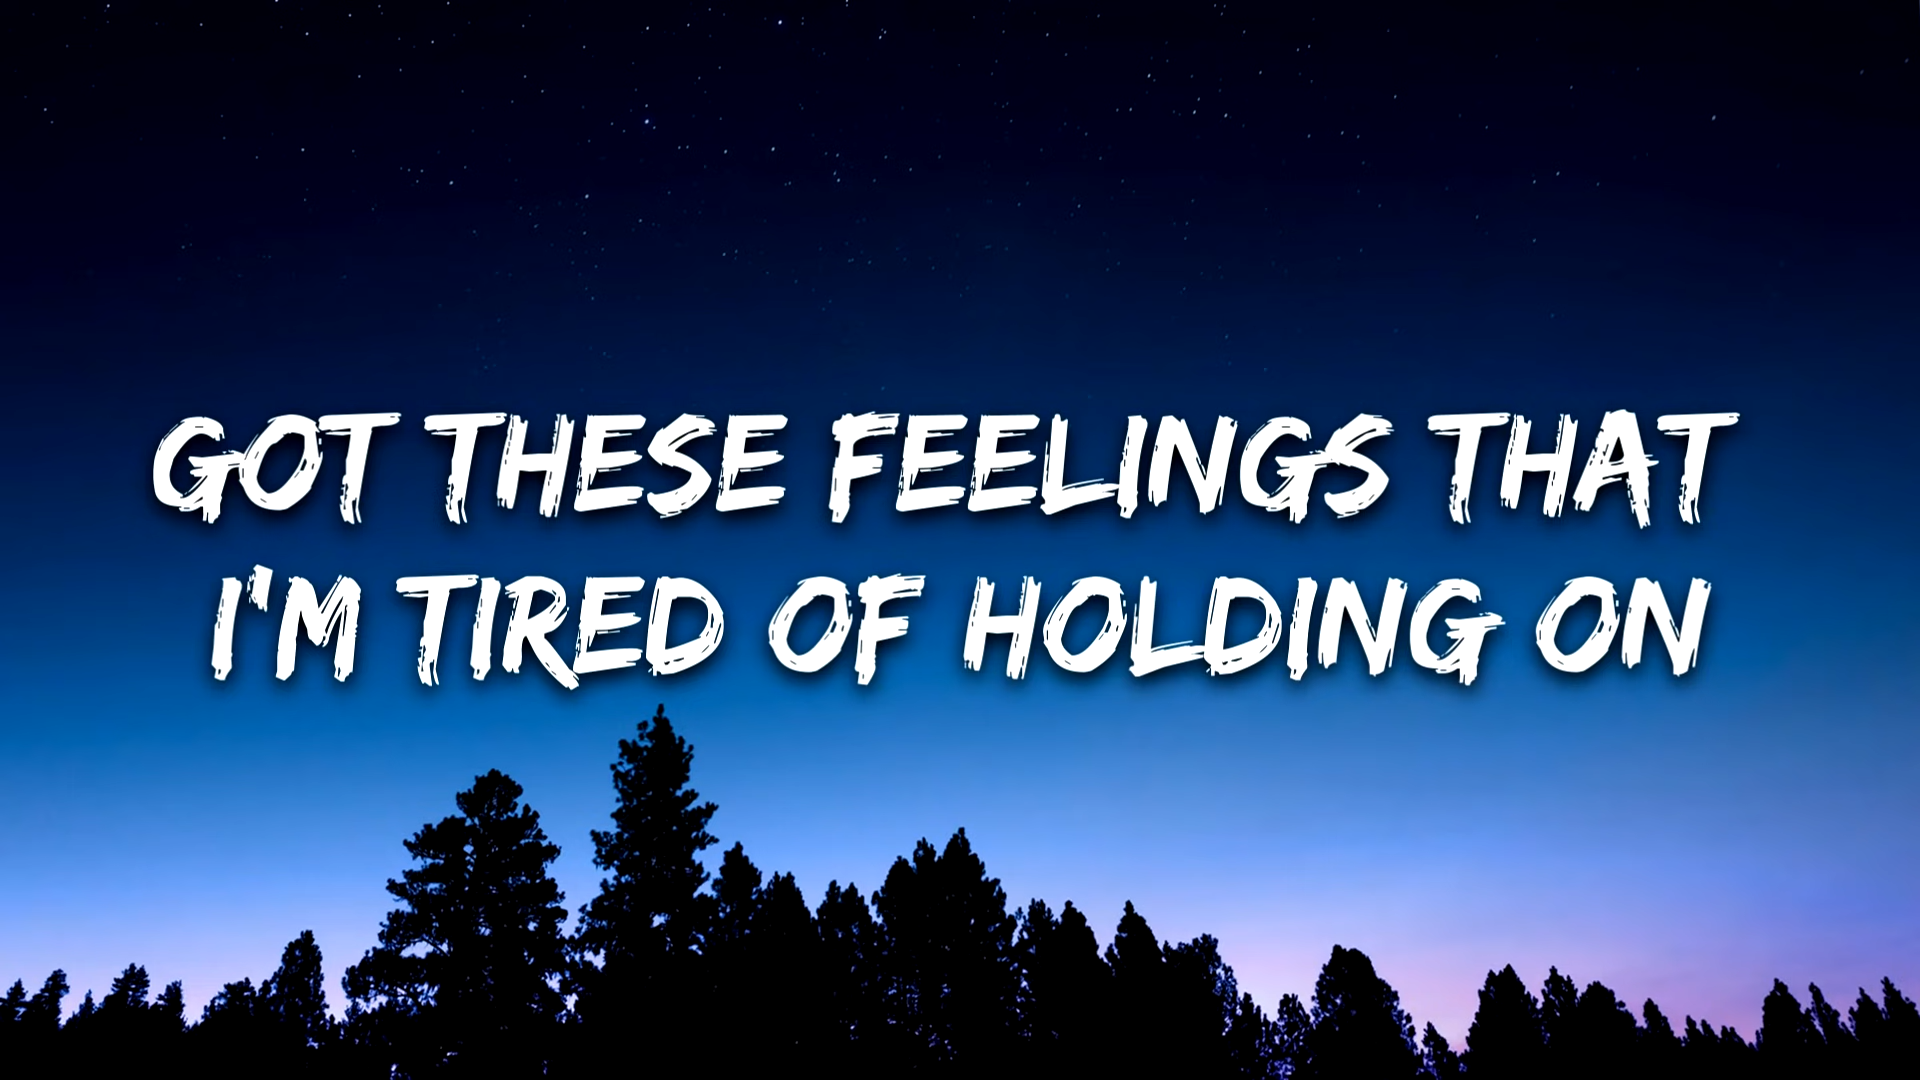 GOT THESE FEELINGS THAT
I'M TIRED OF HOLDING ON